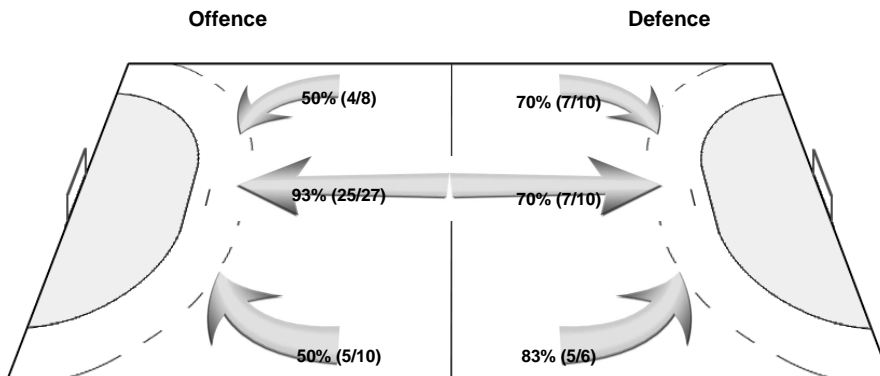 Offence Defence
50% (4/8) 70% (7/10)
93% (25/27) 70% (7/10)
50% (5/10) 83% (5/6)